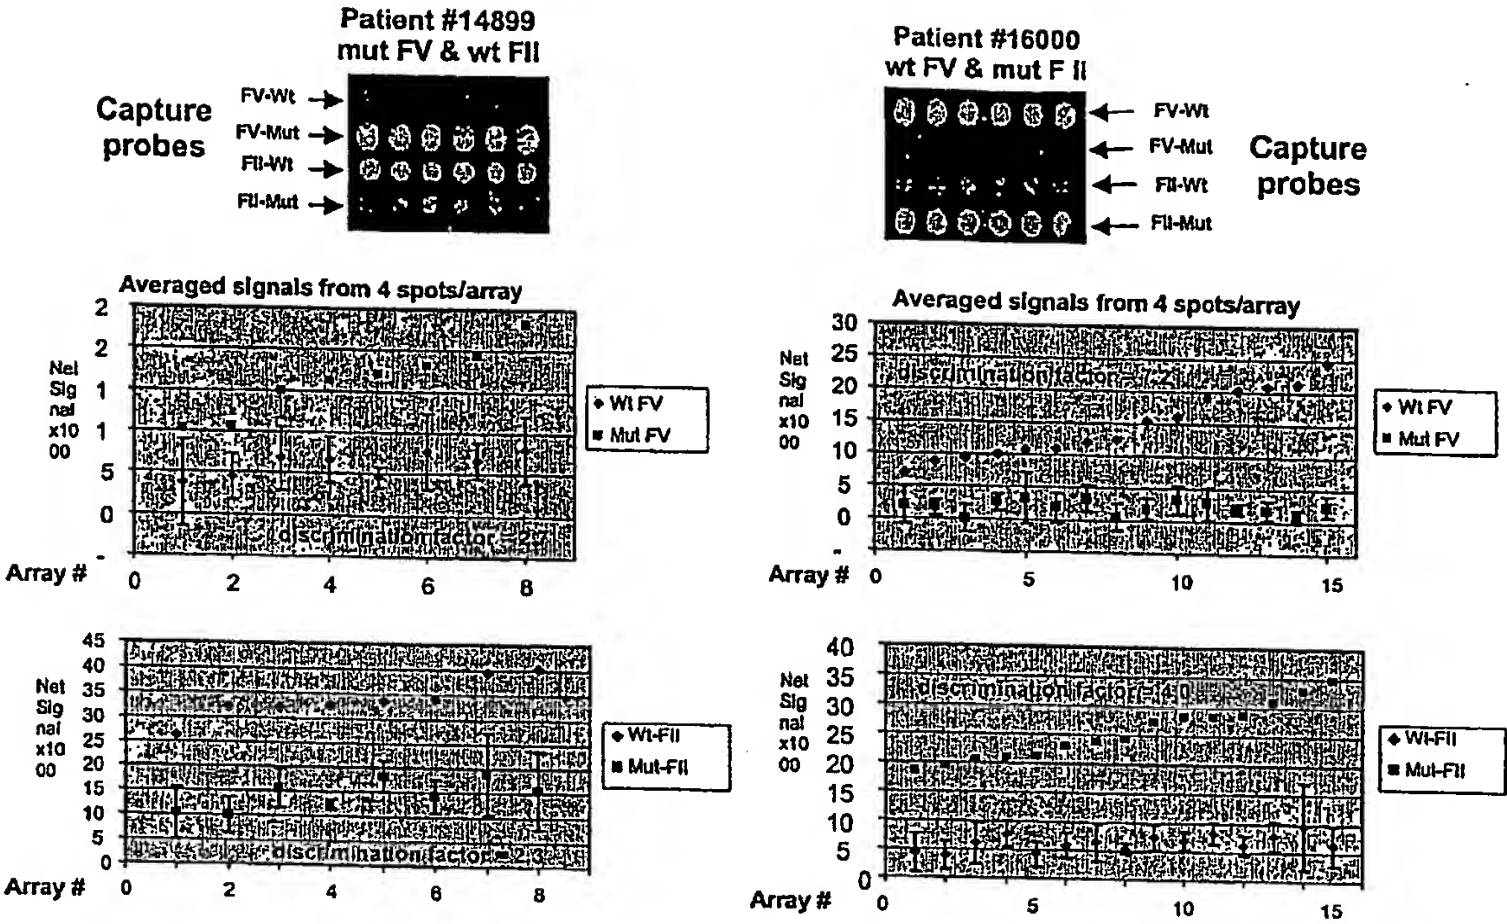 Patient #14899
mut FV & wt FII
Capture
probes
FV-Wt
FV-Mut
FII-Wt
FII-Mut
Patient #16000
wt FV & mut F II
FV-Wt
FV-Mut
FII-Wt
FII-Mut
Capture
probes
Averaged signals from 4 spots/array
2
2
1
1
5
0
-
Net
Sig
nal
x10
00
discrimination factor = 2.7
Wt FV
Mut FV
Array #
0 2 4 6 8
Averaged signals from 4 spots/array
30
25
20
15
10
5
0
-
Net
Sig
nal
x10
00
discrimination factor
Wt FV
Mut FV
Array #
0 5 10 15
45
40
35
30
25
20
15
10
5
0
Net
Sig
nal
x10
00
discrimination factor = 2.3
Wt-FII
Mut-FII
Array #
0 2 4 6 8
40
35
30
25
20
15
10
5
0
Net
Sig
nal
x10
00
discrimination factor = 4.0
Wt-FII
Mut-FII
Array #
0 5 10 15